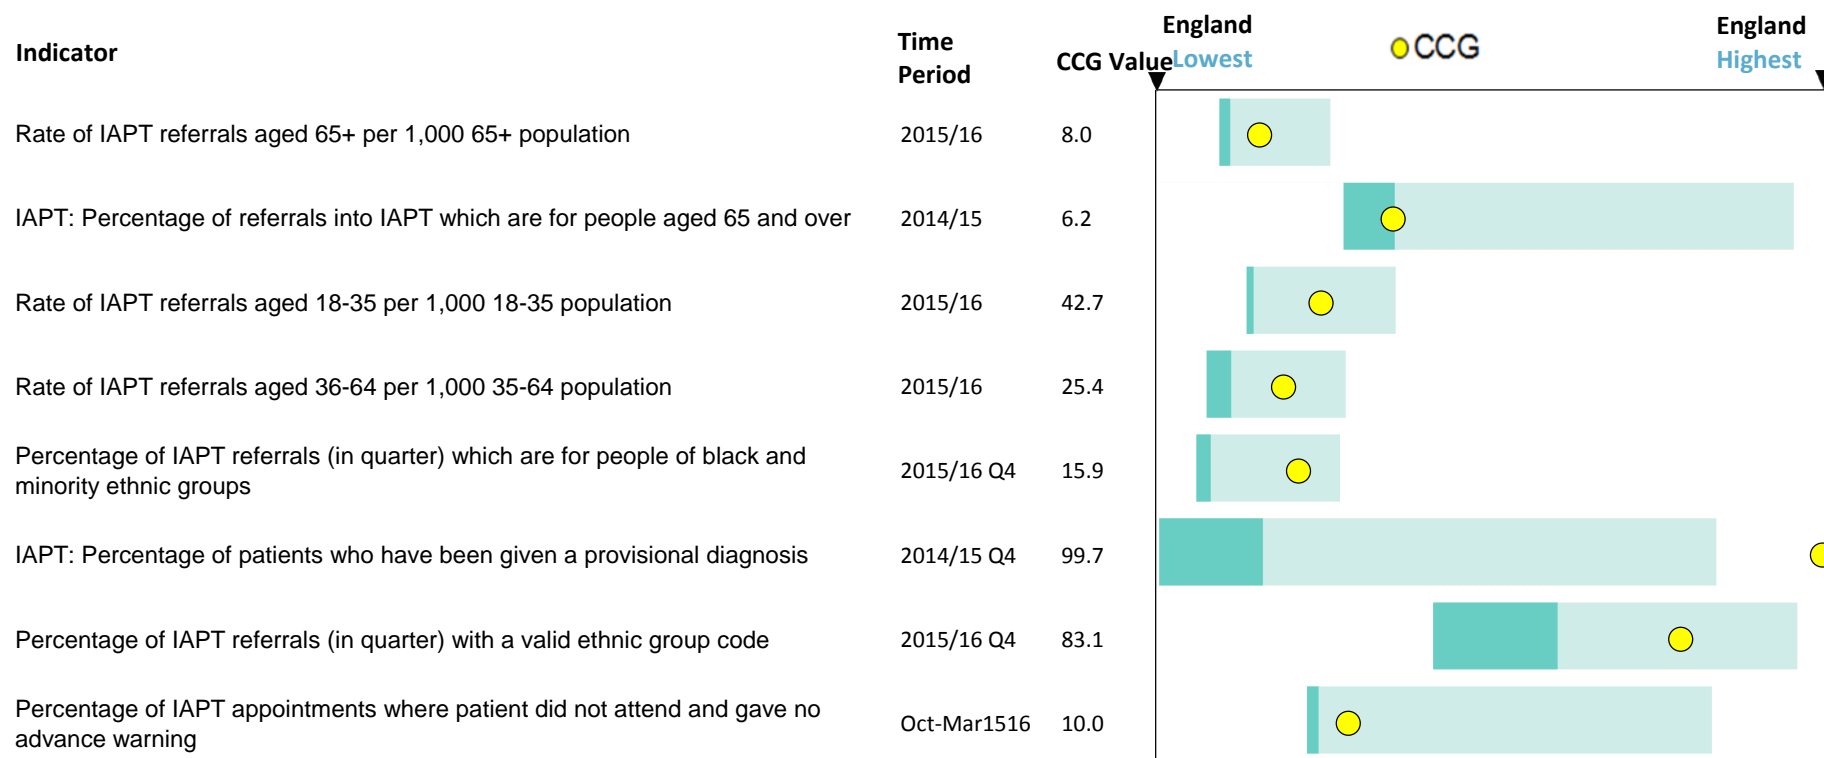 Indicator
Time
Period
CCG Value
England
Lowest
CCG
England
Highest
Rate of IAPT referrals aged 65+ per 1,000 65+ population 2015/16 8.0
IAPT: Percentage of referrals into IAPT which are for people aged 65 and over 2014/15 6.2
Rate of IAPT referrals aged 18-35 per 1,000 18-35 population 2015/16 42.7
Rate of IAPT referrals aged 36-64 per 1,000 35-64 population 2015/16 25.4
Percentage of IAPT referrals (in quarter) which are for people of black and
minority ethnic groups 2015/16 Q4 15.9
IAPT: Percentage of patients who have been given a provisional diagnosis 2014/15 Q4 99.7
Percentage of IAPT referrals (in quarter) with a valid ethnic group code 2015/16 Q4 83.1
Percentage of IAPT appointments where patient did not attend and gave no
advance warning Oct-Mar1516 10.0